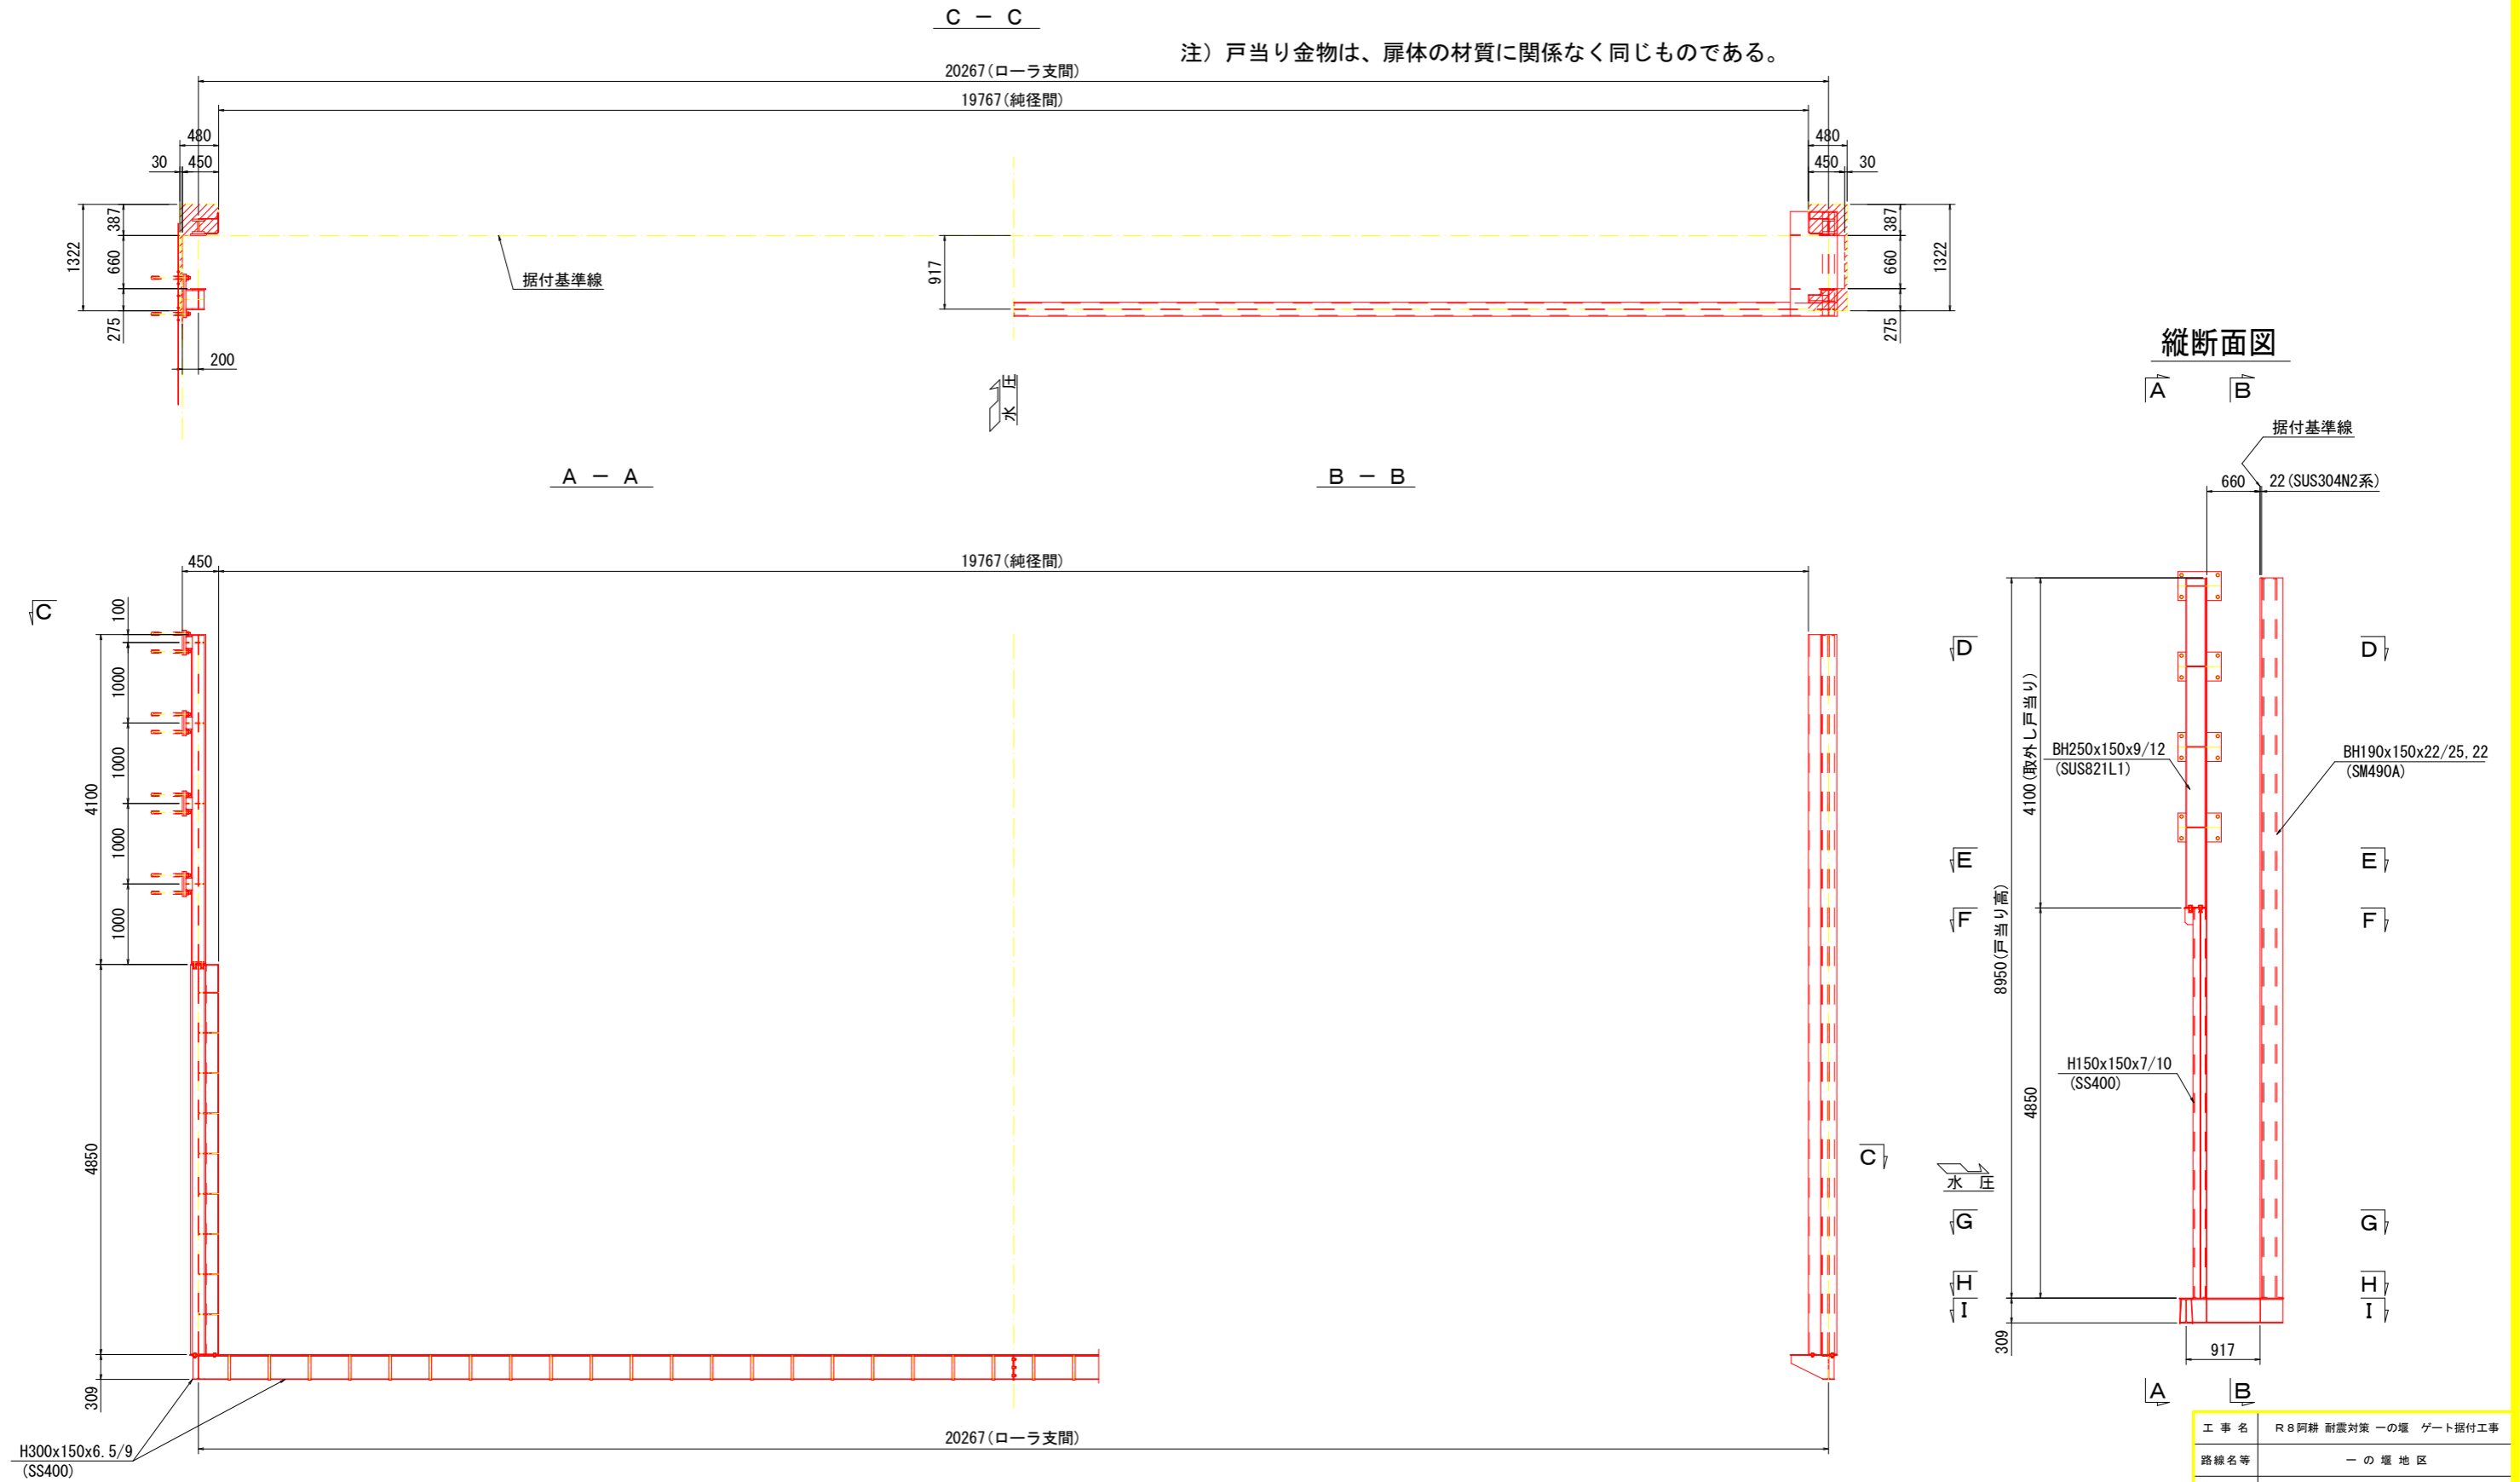 C － C
注）戸当り金物は、扉体の材質に関係なく同じものである。
20267(ローラ支間)
19767(純径間)
480
30
450
387
1322
660
275
200
据付基準線
917
水 圧
480
450
30
387
660
1322
275
縦断面図
A
B
据付基準線
660
22(SUS304N2系)
A － A
B － B
450
19767(純径間)
C
100
1000
1000
1000
1000
4100
4850
309
H300x150x6.5/9
(SS400)
20267(ローラ支間)
C
D
D
4100(取外し戸当り)
BH250x150x9/12
(SUS821L1)
BH190x150x22/25,22
(SM490A)
E
E
8950(戸当り高)
F
F
H150x150x7/10
(SS400)
4850
水 圧
G
G
H
H
I
I
309
917
A
B
工 事 名
R８阿耕 耐震対策 一の堰 ゲート据付工事
路線名等
一 の 堰 地 区